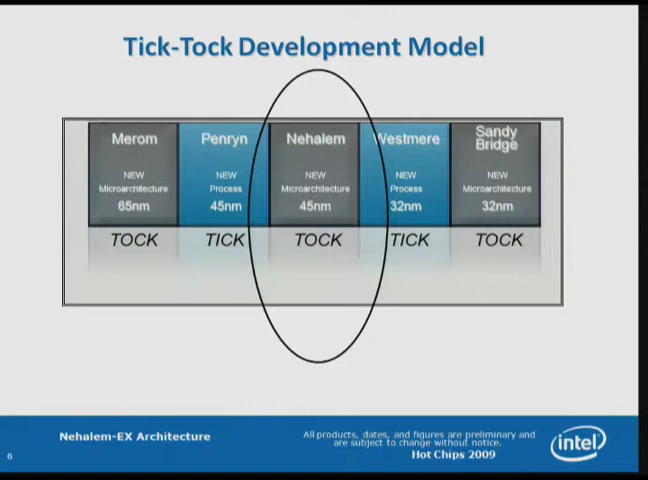 Tick-Tock Development Model
Merom
Penryn
Nehalem
Westmere
Sandy
Bridge
NEW
Microarchitecture
65nm
NEW
Process
45nm
NEW
Microarchitecture
45nm
NEW
Process
32nm
NEW
Microarchitecture
32nm
TOCK
TICK
TOCK
TICK
TOCK
Nehalem-EX Architecture
All products, dates, and figures are preliminary and
are subject to change without notice.
Hot Chips 2009
6
intel